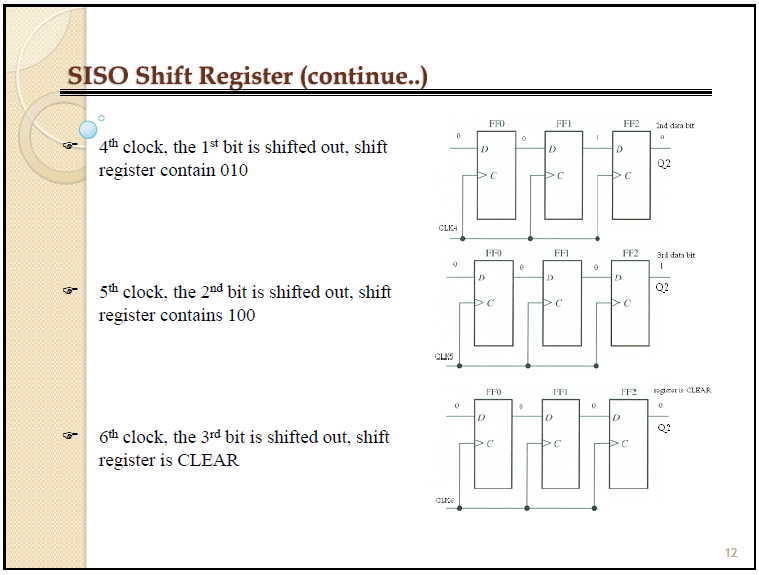 SISO Shift Register (continue..)
☞ 4th clock, the 1st bit is shifted out, shift
register contain 010
FF0 FF1 FF2 2nd data bit
0 0 1 0
D D D Q2
C C C
CLK4
☞ 5th clock, the 2nd bit is shifted out, shift
register contains 100
FF0 FF1 FF2 3rd data bit
0 0 0 1
D D D Q2
C C C
CLK5
☞ 6th clock, the 3rd bit is shifted out, shift
register is CLEAR
FF0 FF1 FF2 register is CLEAR
0 0 0 0
D D D Q2
C C C
CLK6
12